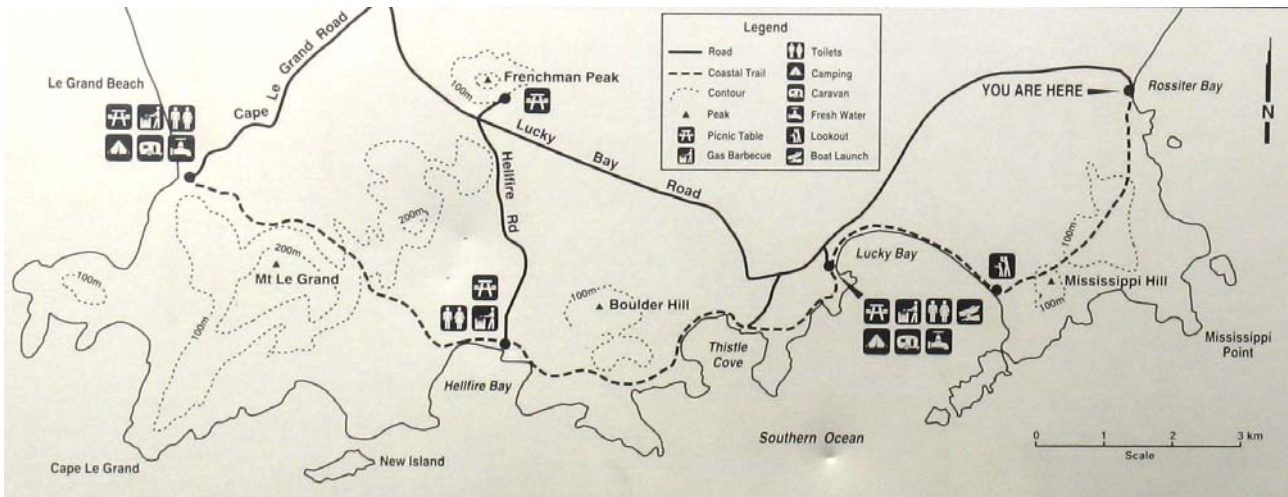 Le Grand Beach
Cape Le Grand Road
100m
Frenchman Peak
Lucky Bay Road
Hellfire Rd
Legend
Road
Coastal Trail
Contour
Peak
Picnic Table
Gas Barbecue
Toilets
Camping
Caravan
Fresh Water
Lookout
Boat Launch
YOU ARE HERE
Rossiter Bay
N
200m
200m
Mt Le Grand
100m
100m
Boulder Hill
100m
Lucky Bay
100m
Mississippi Hill
100m
Thistle
Cove
Mississippi
Point
Hellfire Bay
Southern Ocean
Cape Le Grand
New Island
0 1 2 3 km
Scale